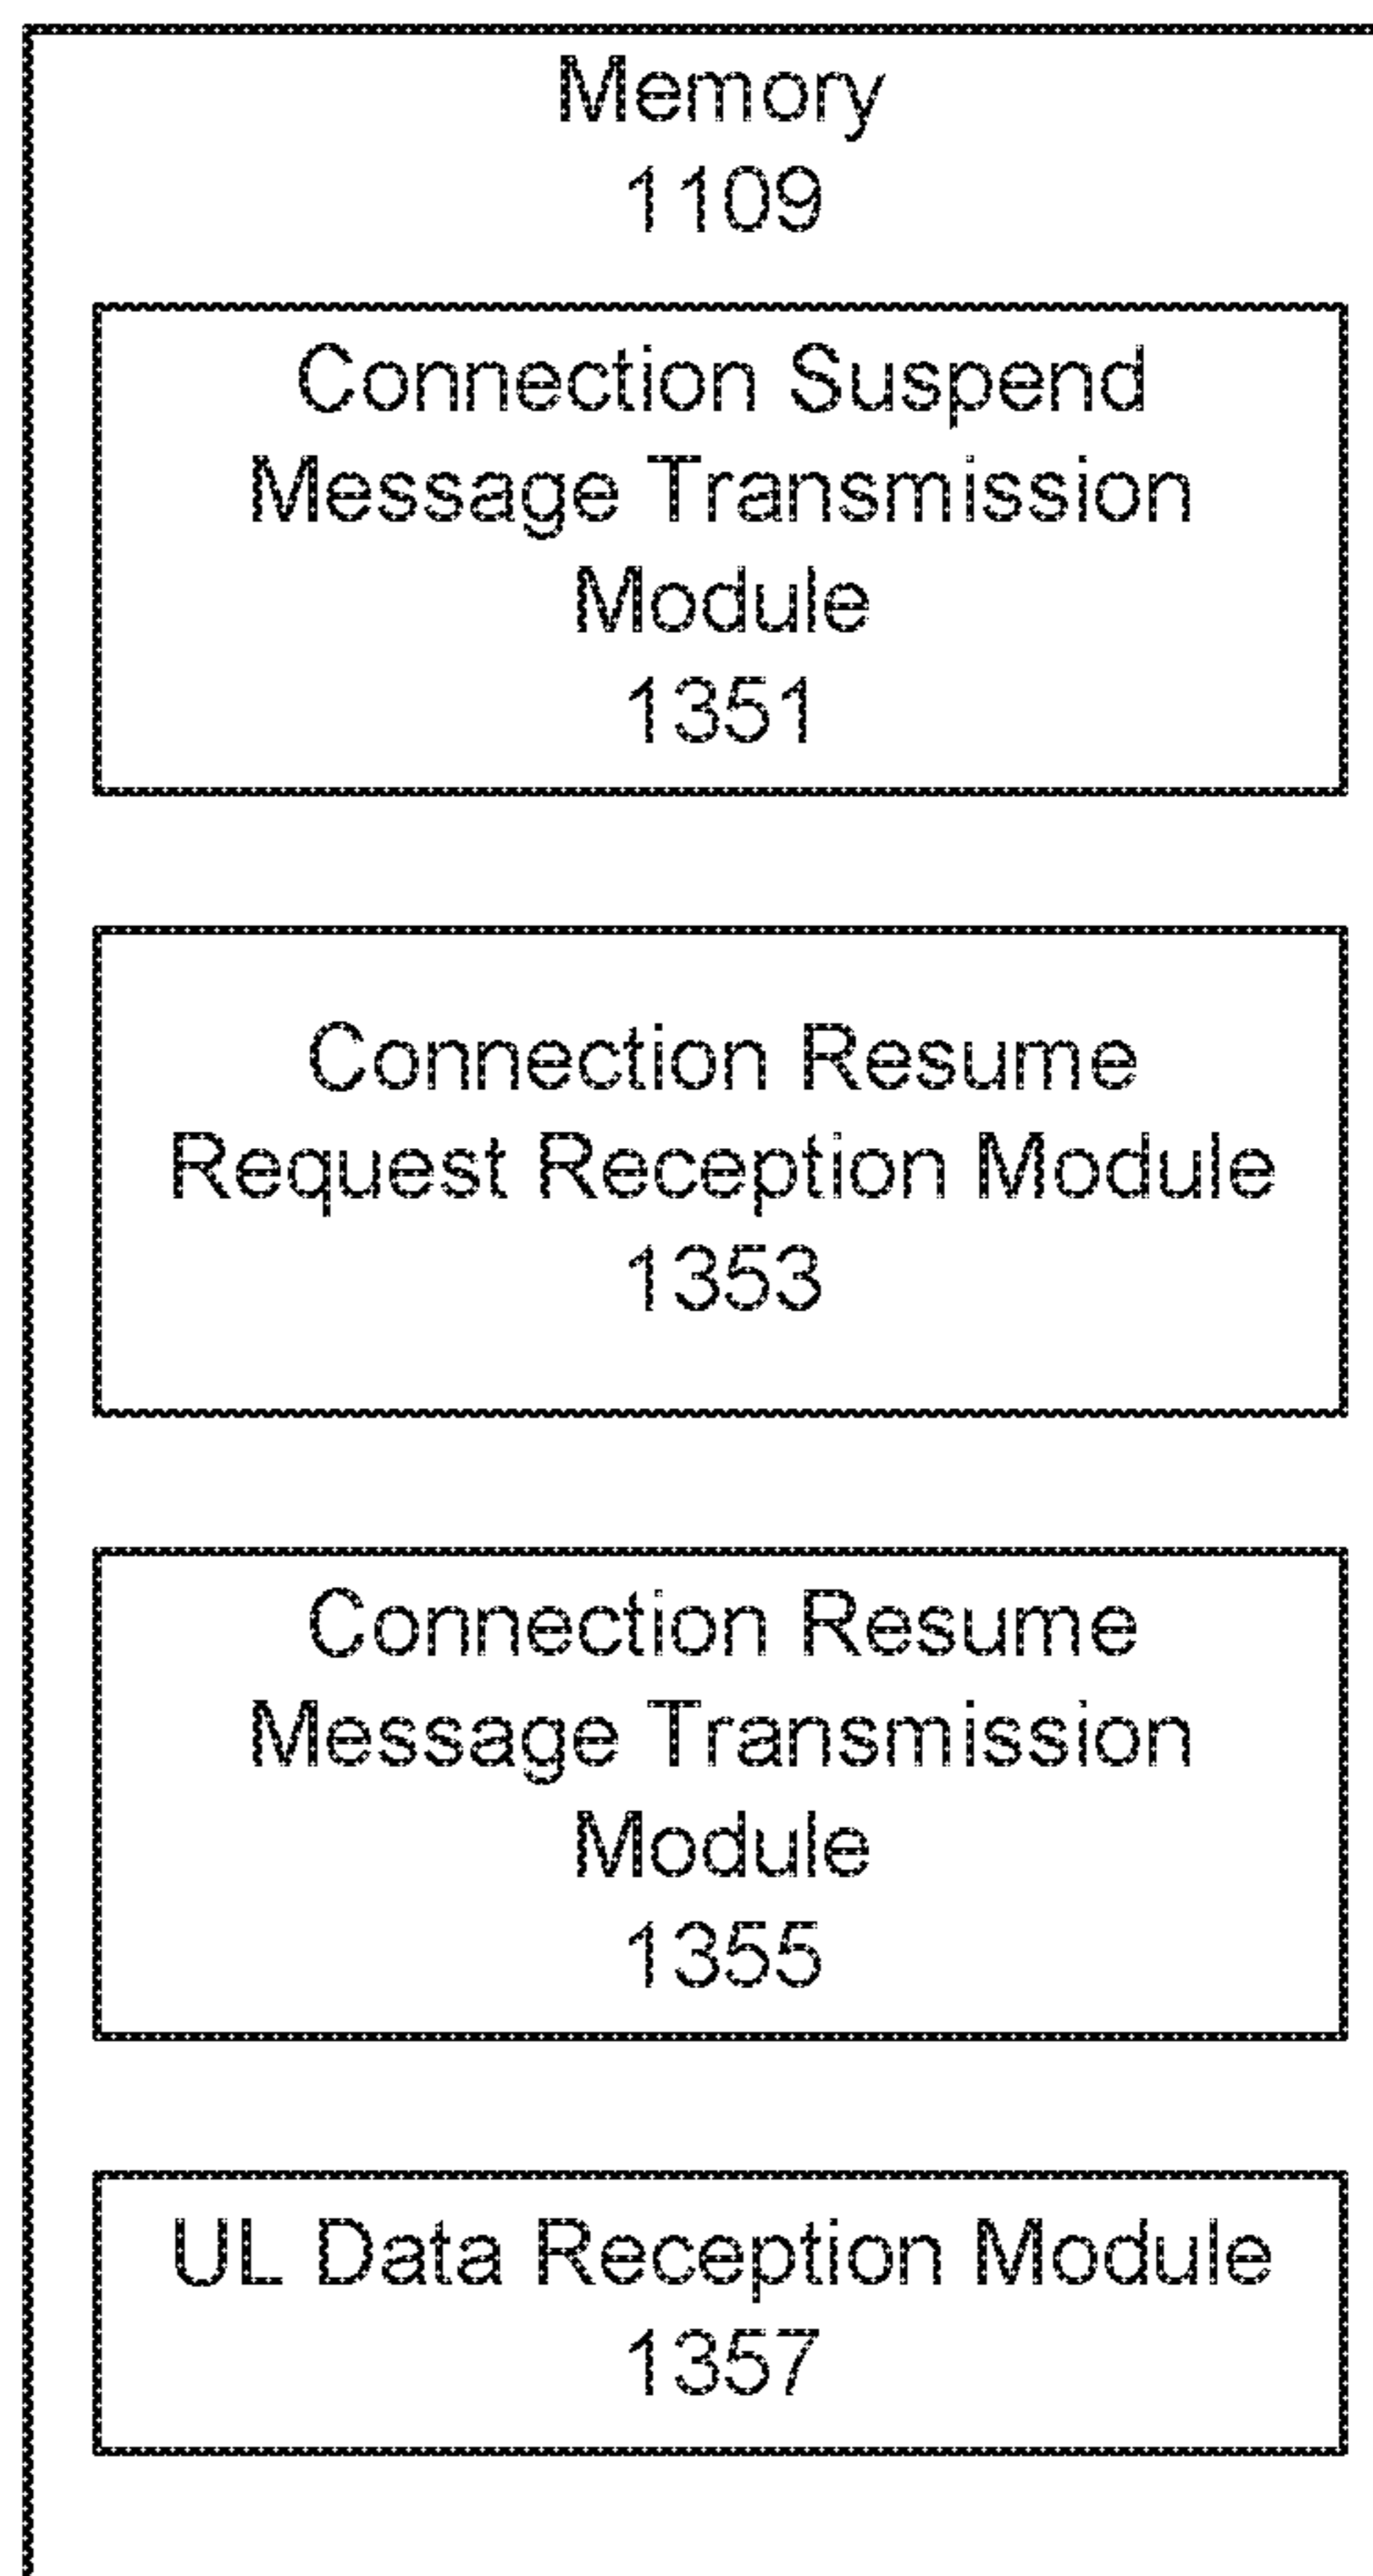 Memory
1109
Connection Suspend
Message Transmission
Module
1351
Connection Resume
Request Reception Module
1353
Connection Resume
Message Transmission
Module
1355
UL Data Reception Module
1357